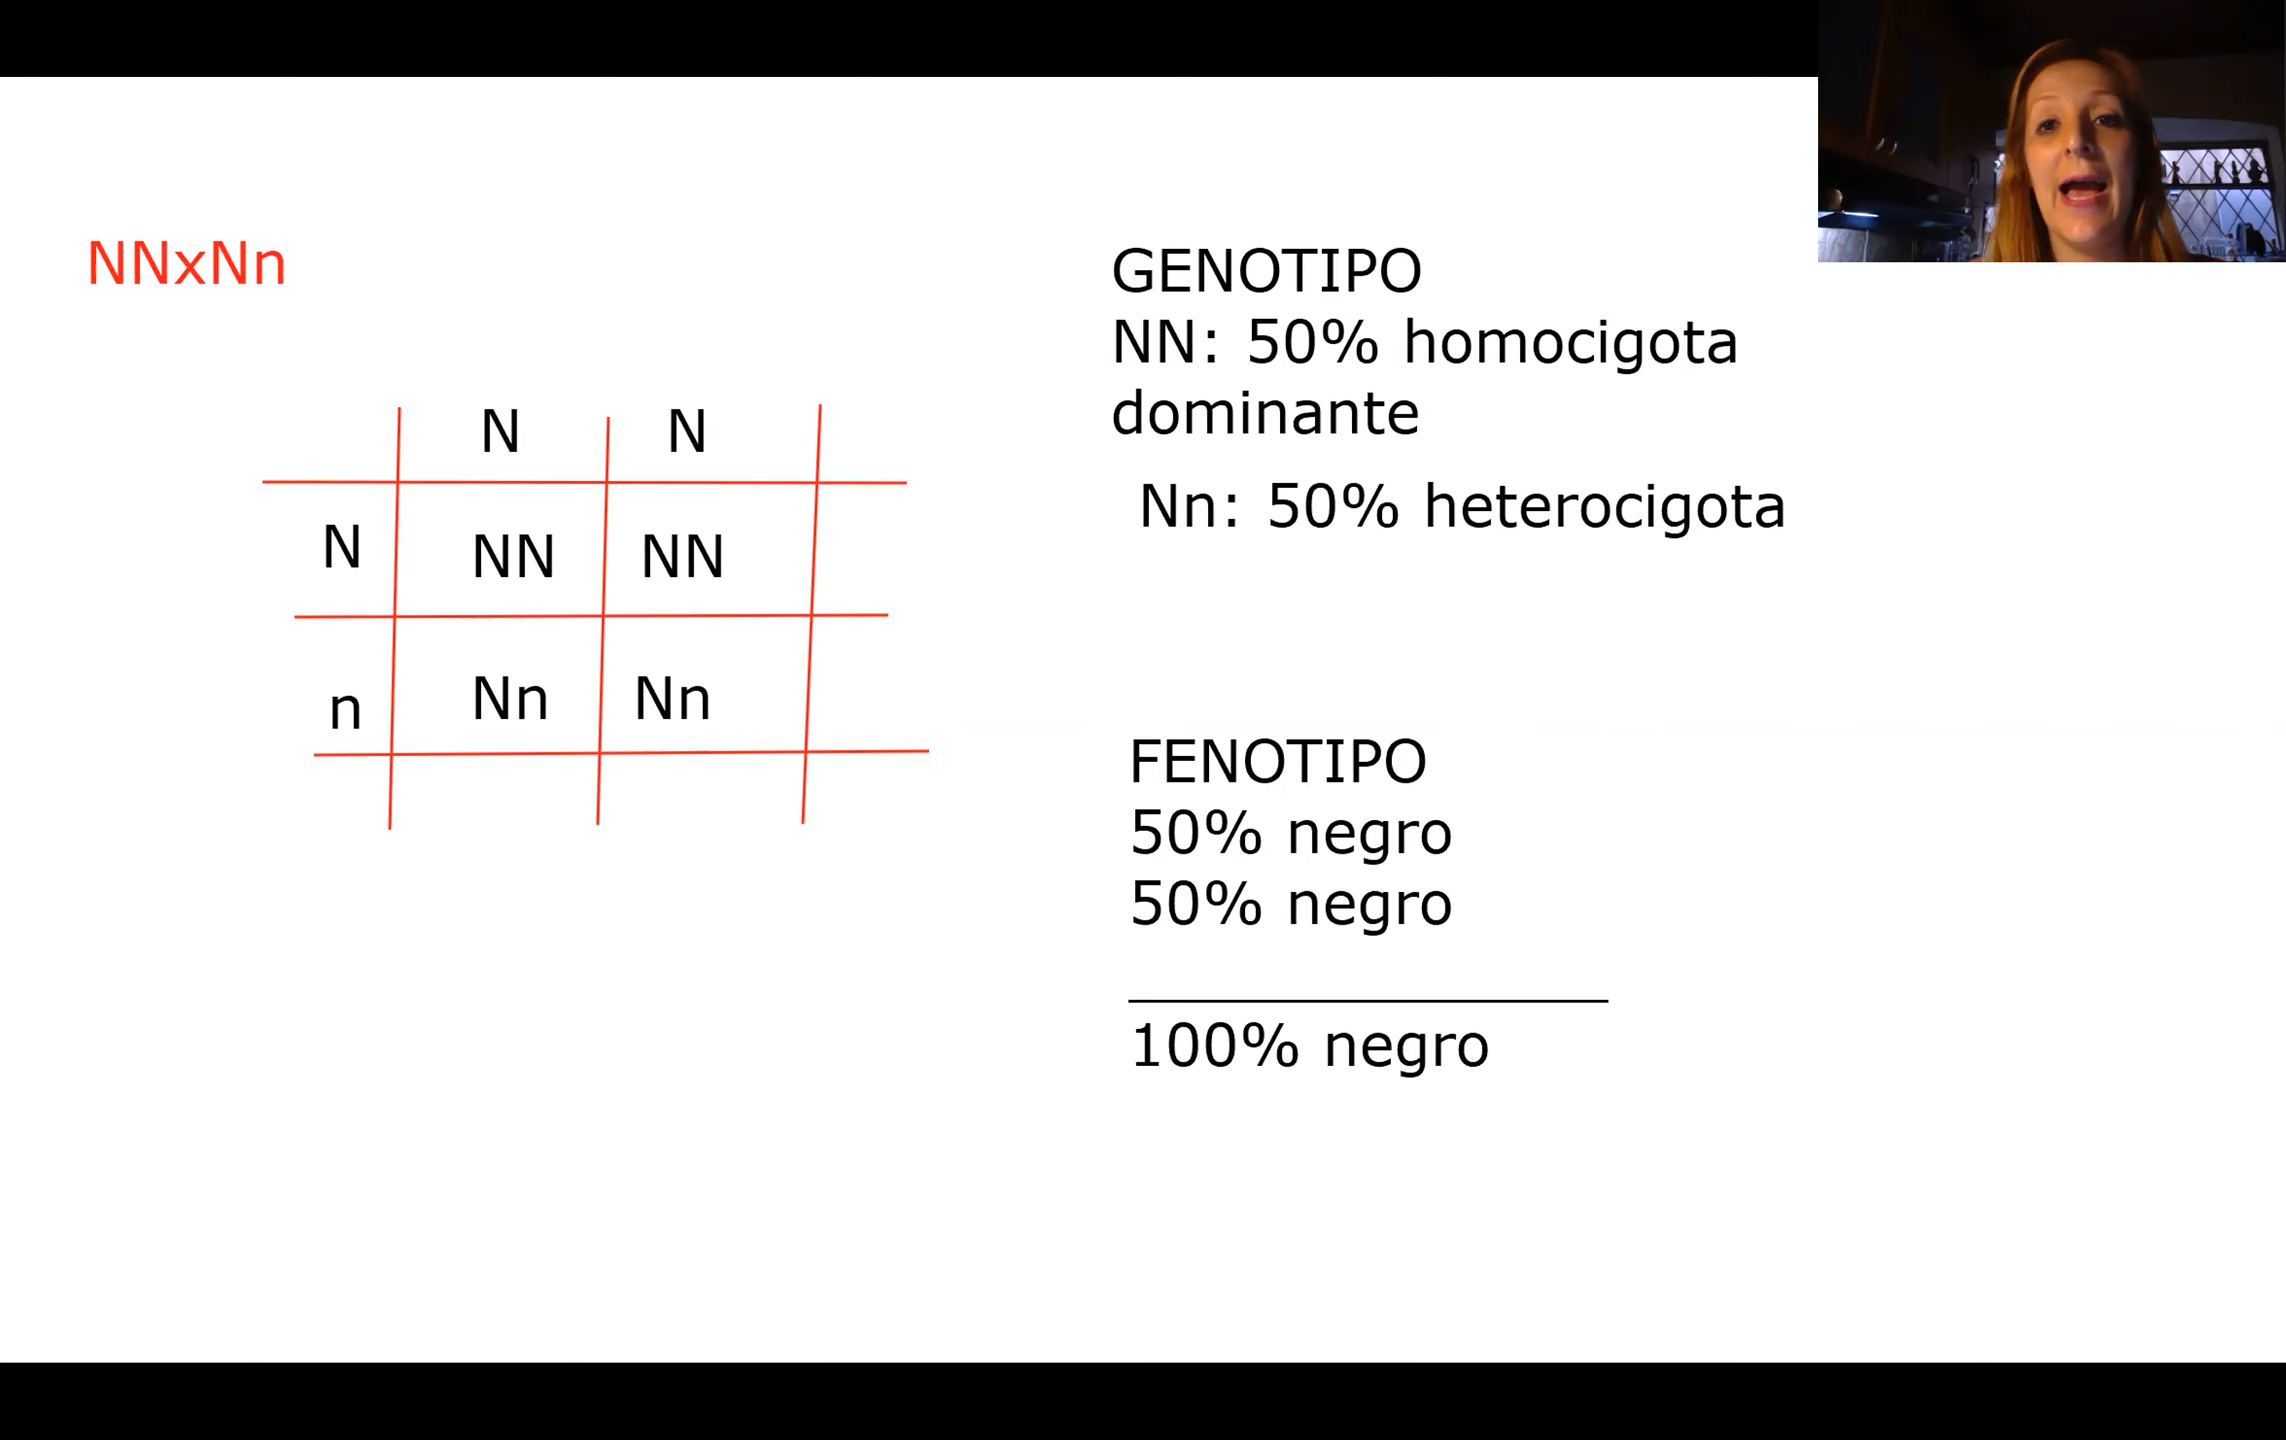 NNxNn
N N
N NN NN
n Nn Nn
GENOTIPO
NN: 50% homocigota
dominante
Nn: 50% heterocigota
FENOTIPO
50% negro
50% negro
100% negro